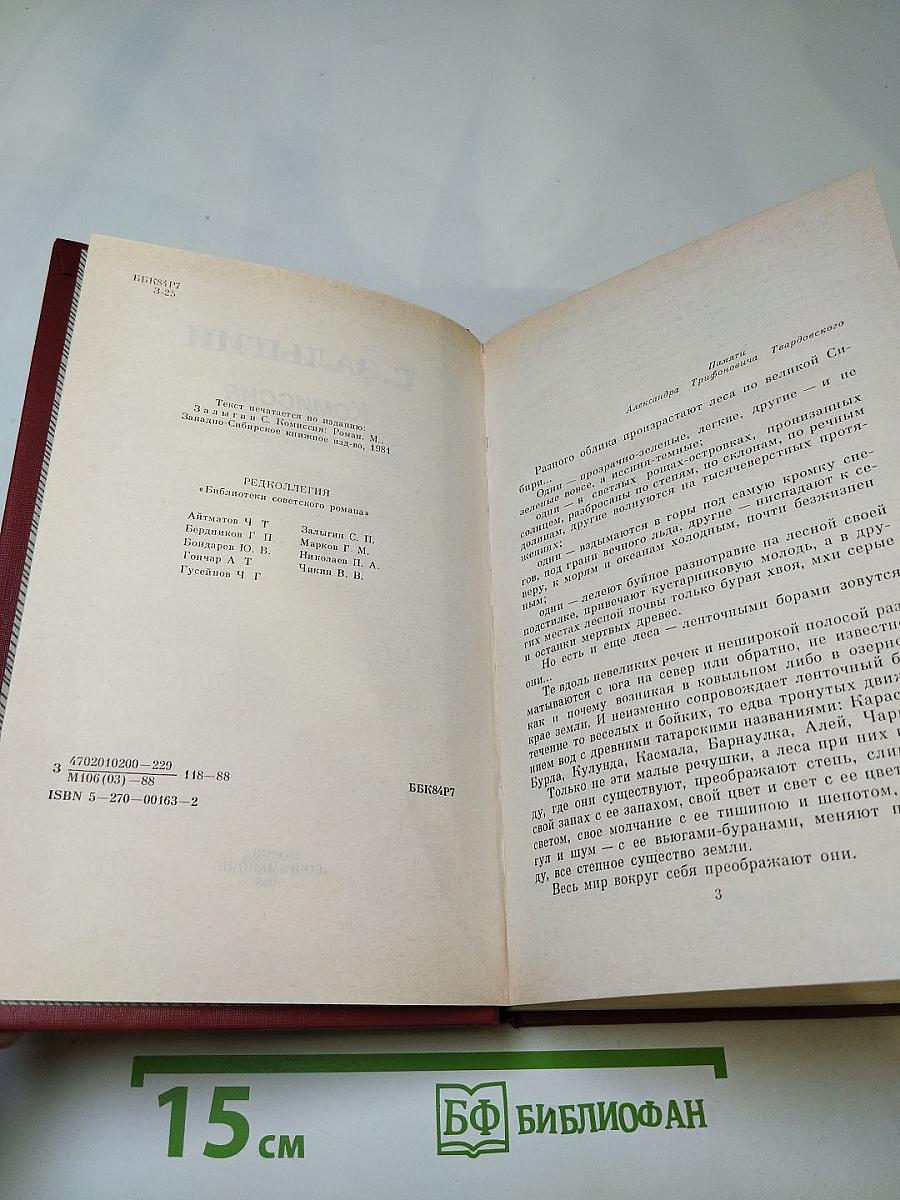 ББК84Р7
З-25
Текст печатается по изданию:
Залыгин С. Комиссия: Роман. М.,
Западно-Сибирское книжное изд-во, 1981
РЕДКОЛЛЕГИЯ
«Библиотеки советского романа»
Айтматов Ч Т
Бердников Г П
Бондарев Ю. В.
Гончар А Т
Гусейнов Ч Г
Залыгин С. П.
Марков Г М.
Николаев П. А.
Чикин В. В.
З 4702010200—229 118—88
М106(03)—88
ISBN 5—270—00163—2
ББК84Р7
С. ЗАЛЫГИН
Комиссия
Памяти
Александра Трифоновича Твардовского
Разного облика произрастают леса по великой Си-
бири...
Одни — прозрачно-зеленые, легкие, другие — и не
зеленые вовсе, а иссиня-темные;
одни — в светлых рощах-островках, пронизанных
солнцем, разбросаны по степям, по склонам, по речным
долинам, другие волнуются на тысячеверстных протя-
жениях;
одни — вздымаются в горы под самую кромку сне-
гов, под грани вечного льда, другие — ниспадают к се-
веру, к морям и океанам холодным, почти безжизнен
ным;
одни — лелеют буйное разнотравие на лесной своей
подстилке, привечают кустарниковую молодь, а в дру-
гих местах лесной почвы только бурая хвоя, мхи серые
и останки мертвых древес.
Но есть и еще леса — ленточными борами зовутся
они...
Те вдоль невеликих речек и неширокой полосой раз
матываются с юга на север или обратно, не известно
как и почему возникая в ковыльном либо в озерно
крае земли. И неизменно сопровождает ленточный б
течение то веселых и бойких, то едва тронутых движ
нием вод с древними татарскими названиями: Карас
Бурла, Кулунда, Касмала, Барнаулка, Алей, Чар
Только не эти малые речушки, а леса при них
ду, где они существуют, преображают степь, сли
свой запах с ее запахом, свой цвет и свет с ее цвет
светом, свое молчание с ее тишиною и шепотом,
гул и шум — с ее вьюгами-буранами, меняют п
ду, все степное существо земли.
Весь мир вокруг себя преображают они.
3
15 см
БФ БИБЛИОФАН